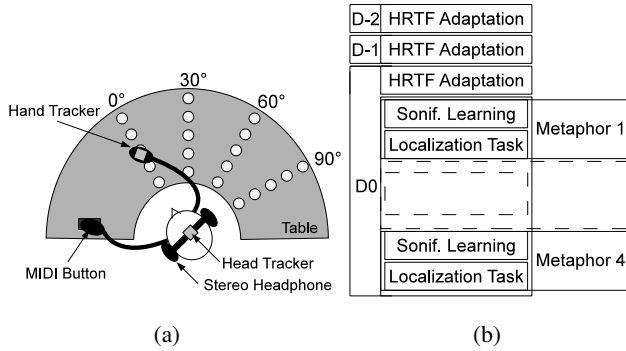 0°
30°
60°
90°
Hand Tracker
Table
MIDI Button
Head Tracker
Stereo Headphone
(a)
D-2 HRTF Adaptation
D-1 HRTF Adaptation
HRTF Adaptation
Sonif. Learning
Localization Task
Metaphor 1
D0
Sonif. Learning
Localization Task
Metaphor 4
(b)